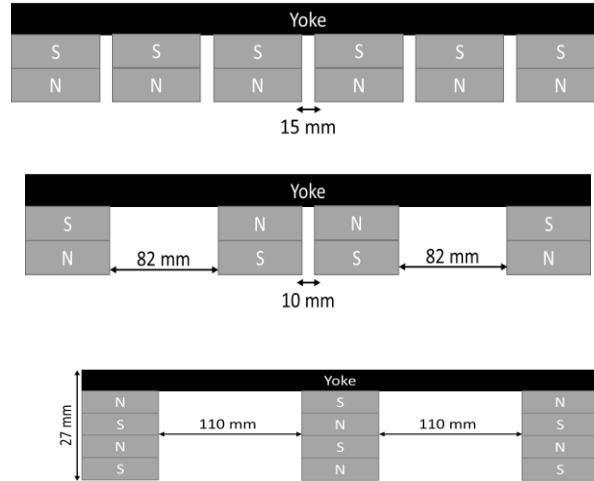 Yoke
S S S S S S
N N N N N N
15 mm
Yoke
S N N S
N S S N
82 mm 82 mm
10 mm
Yoke
N S N
S N S
N S N
S N S
110 mm 110 mm
27 mm